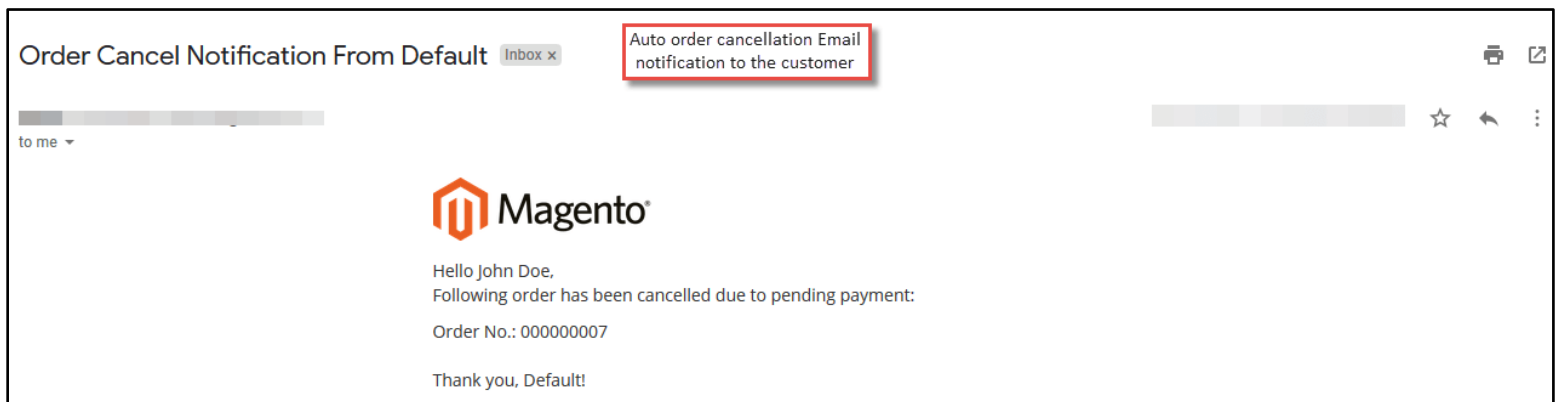 Order Cancel Notification From Default Inbox x
Auto order cancellation Email
notification to the customer
to me
Magento®
Hello John Doe,
Following order has been cancelled due to pending payment:
Order No.: 000000007
Thank you, Default!